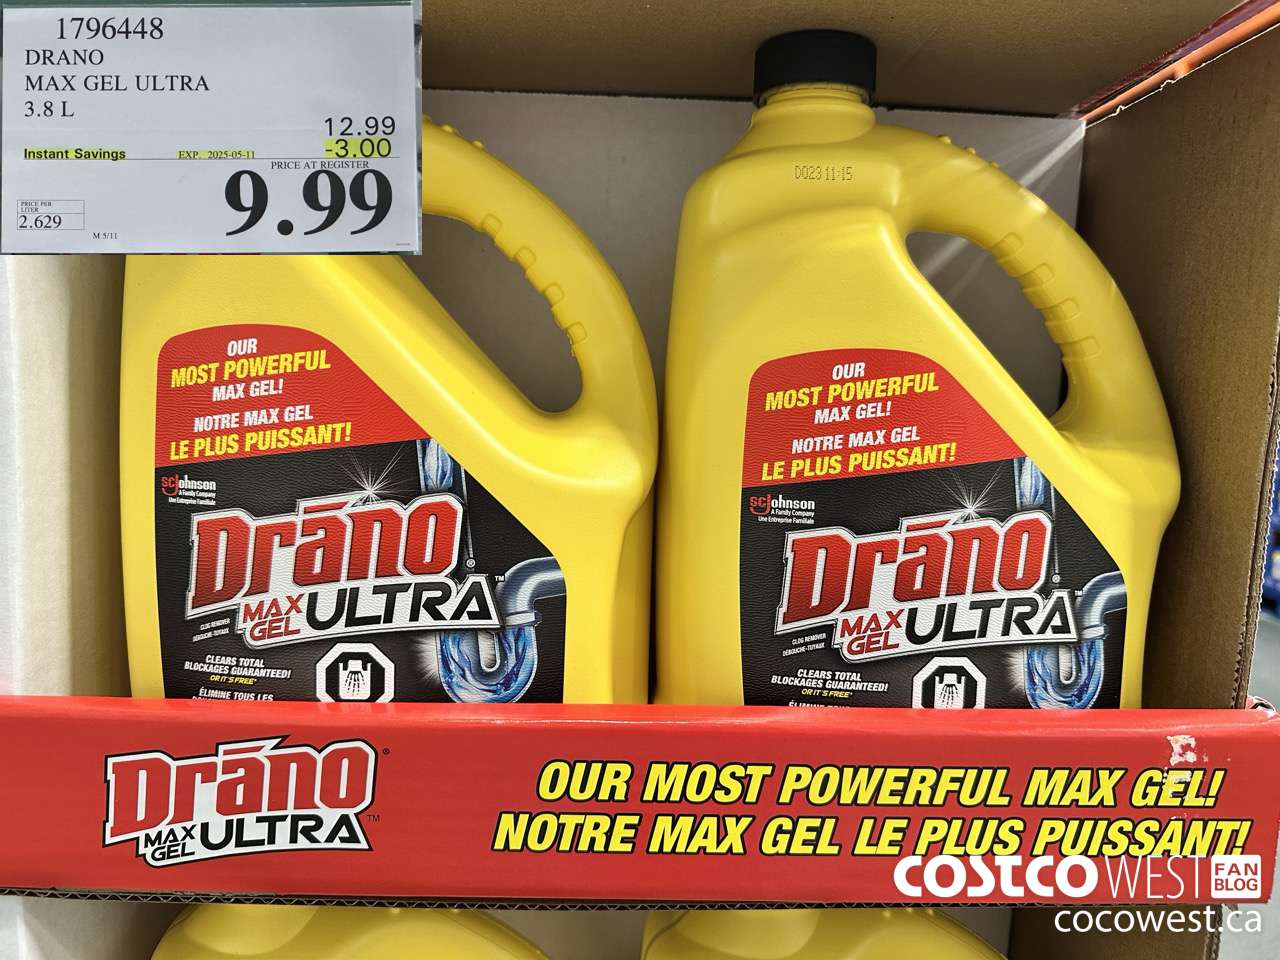 1796448
DRANO
MAX GEL ULTRA
3.8 L
12.99
Instant Savings EXP. 2025-05-11 -3.00
PRICE AT REGISTER
9.99
PRICE PER
LITER
2.629
M 5/11
D023 11:15
OUR
MOST POWERFUL
MAX GEL!
NOTRE MAX GEL
LE PLUS PUISSANT!
SCJohnson
A Family Company
Une Entreprise Familiale
Drāno®
MAX
GEL
ULTRA™
CLOG REMOVER
DÉBOUCHE-TUYAUX
CLEARS TOTAL
BLOCKAGES GUARANTEED!
OR IT'S FREE*
ÉLIMINE TOUS LES
OUR
MOST POWERFUL
MAX GEL!
NOTRE MAX GEL
LE PLUS PUISSANT!
SCJohnson
A Family Company
Une Entreprise Familiale
Drāno®
MAX
GEL
ULTRA™
CLOG REMOVER
DÉBOUCHE-TUYAUX
CLEARS TOTAL
BLOCKAGES GUARANTEED!
OR IT'S FREE*
Drāno®
MAX
GEL
ULTRA™
OUR MOST POWERFUL MAX GEL!
NOTRE MAX GEL LE PLUS PUISSANT!
COSTCO WEST FAN BLOG
cocowest.ca